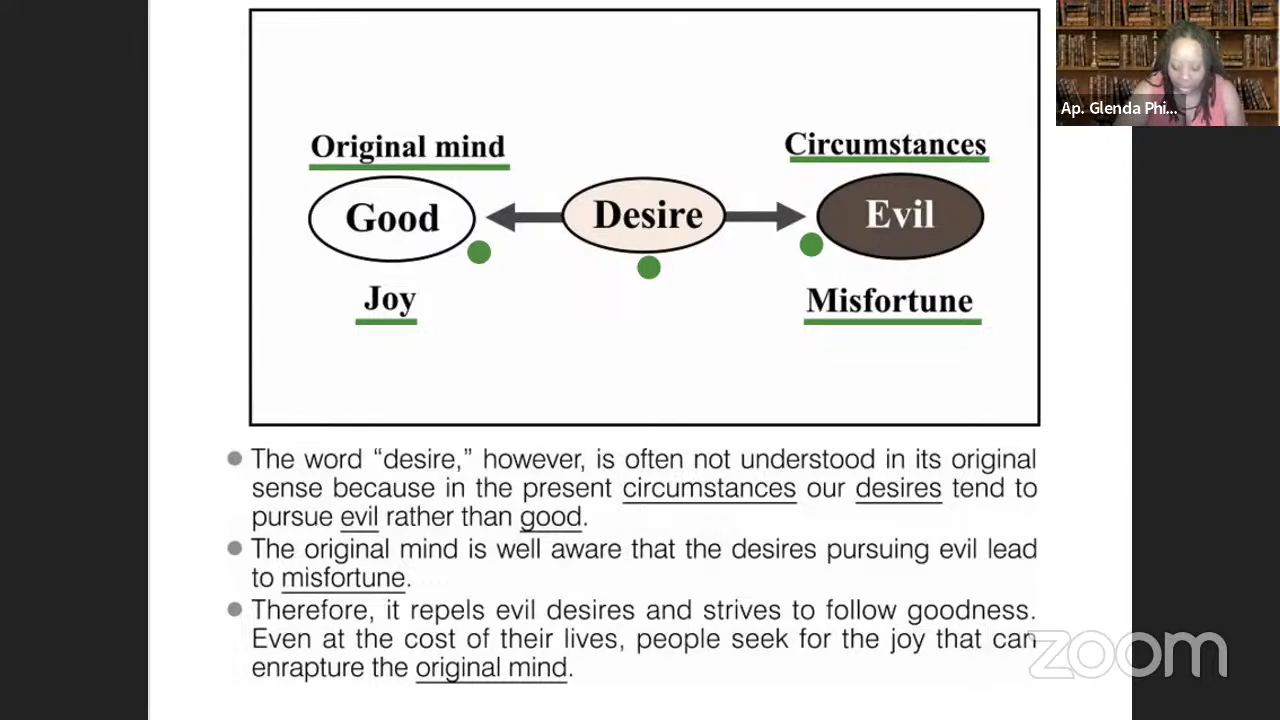 Ap. Glenda Phi...
Original mind
Circumstances
Good
Desire
Evil
Joy
Misfortune
The word “desire,” however, is often not understood in its original
sense because in the present circumstances our desires tend to
pursue evil rather than good.
The original mind is well aware that the desires pursuing evil lead
to misfortune.
Therefore, it repels evil desires and strives to follow goodness.
Even at the cost of their lives, people seek for the joy that can
enrapture the original mind.
zoom